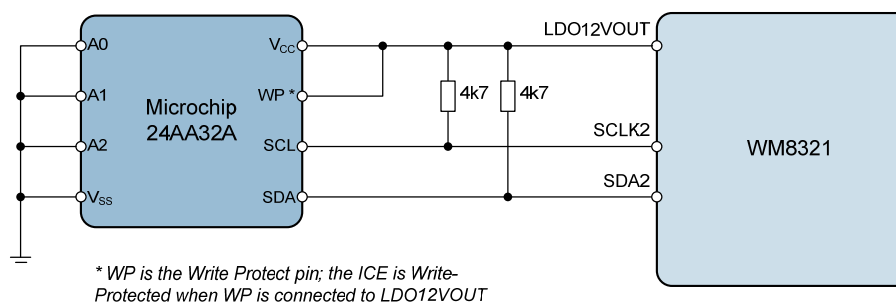 LDO12VOUT
A0
VCC
A1
WP *
4k7
4k7
Microchip
24AA32A
A2
SCL
SCLK2
WM8321
SDA2
VSS
SDA
* WP is the Write Protect pin; the ICE is Write-
Protected when WP is connected to LDO12VOUT